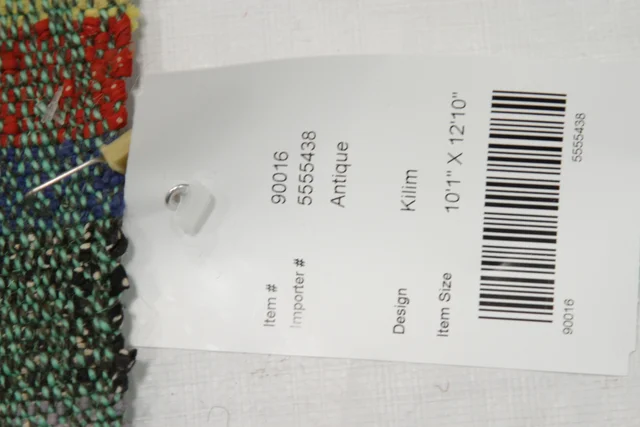 Item # 90016
Importer # 5555438
Antique
Design Kilim
Item Size 10'1" X 12'10"
90016 5555438